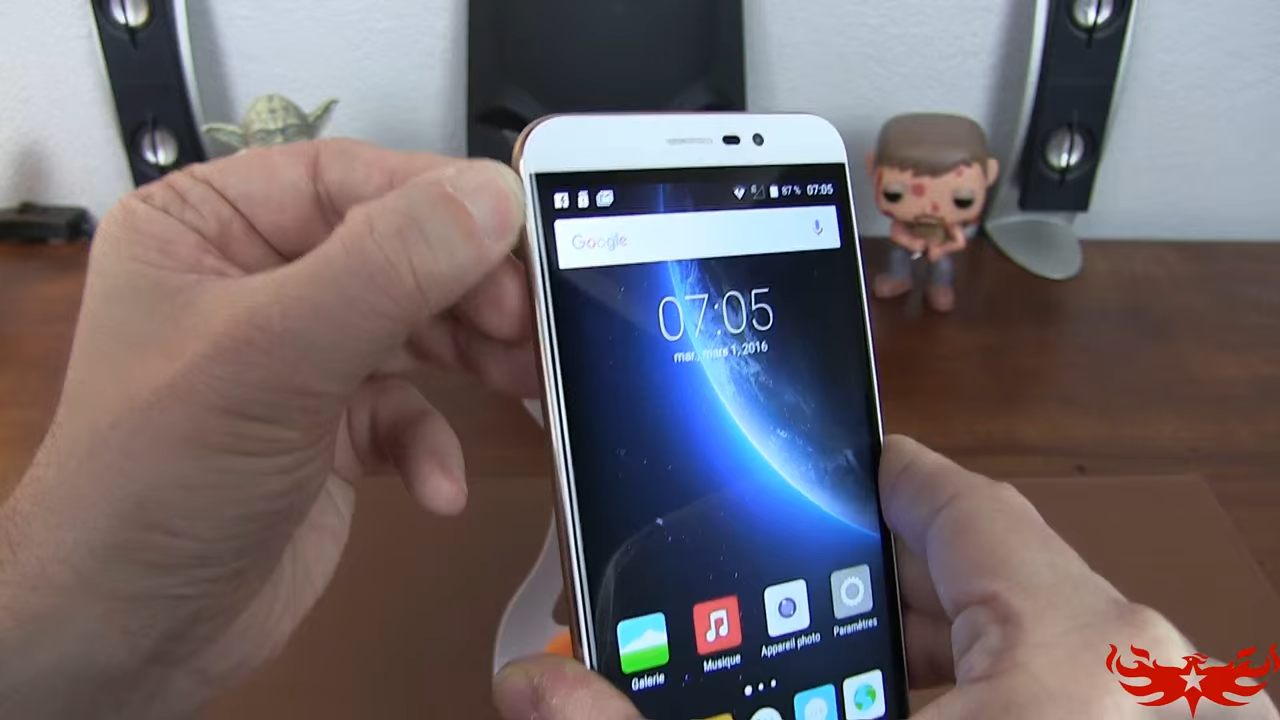 87% 07:05
Google
07:05
mar., mars 1, 2016
Galerie Musique Appareil photo Paramètres